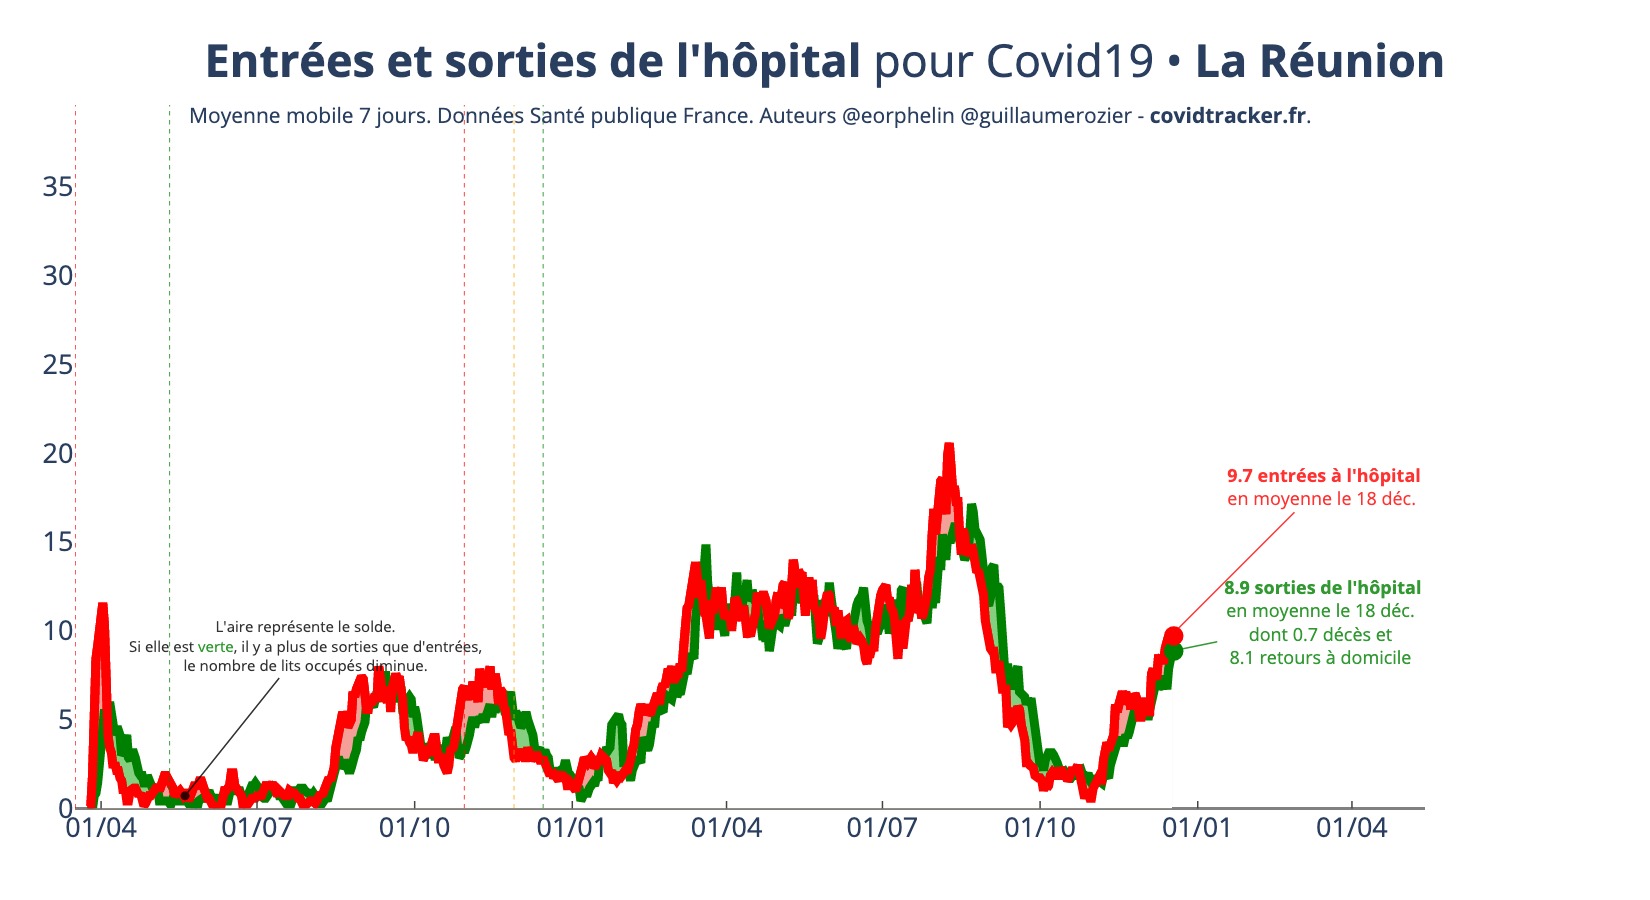 Entrées et sorties de l'hôpital pour Covid19 • La Réunion
Moyenne mobile 7 jours. Données Santé publique France. Auteurs @eorphelin @guillaumerozier - covidtracker.fr.
35
30
25
20
15
10
5
0
9.7 entrées à l'hôpital
en moyenne le 18 déc.
8.9 sorties de l'hôpital
en moyenne le 18 déc.
dont 0.7 décès et
8.1 retours à domicile
L'aire représente le solde.
Si elle est verte, il y a plus de sorties que d'entrées,
le nombre de lits occupés diminue.
01/04 01/07 01/10 01/01 01/04 01/07 01/10 01/01 01/04